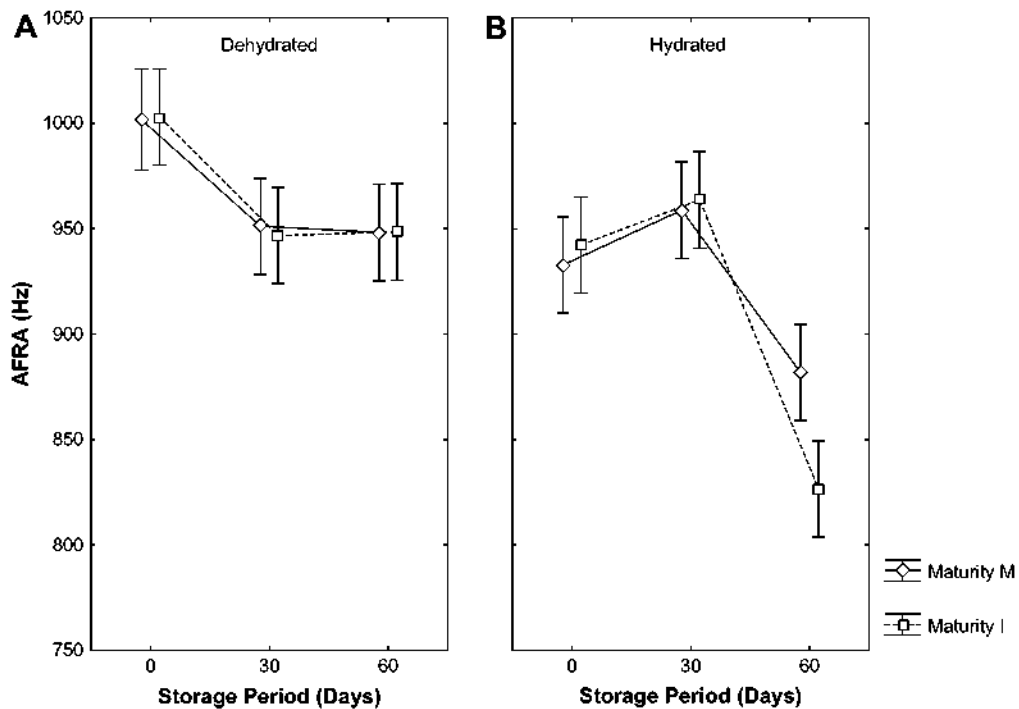 A
Dehydrated
B
Hydrated
1050
1000
950
900
850
800
750
AFRA (Hz)
0
30
60
Storage Period (Days)
0
30
60
Storage Period (Days)
Maturity M
Maturity I